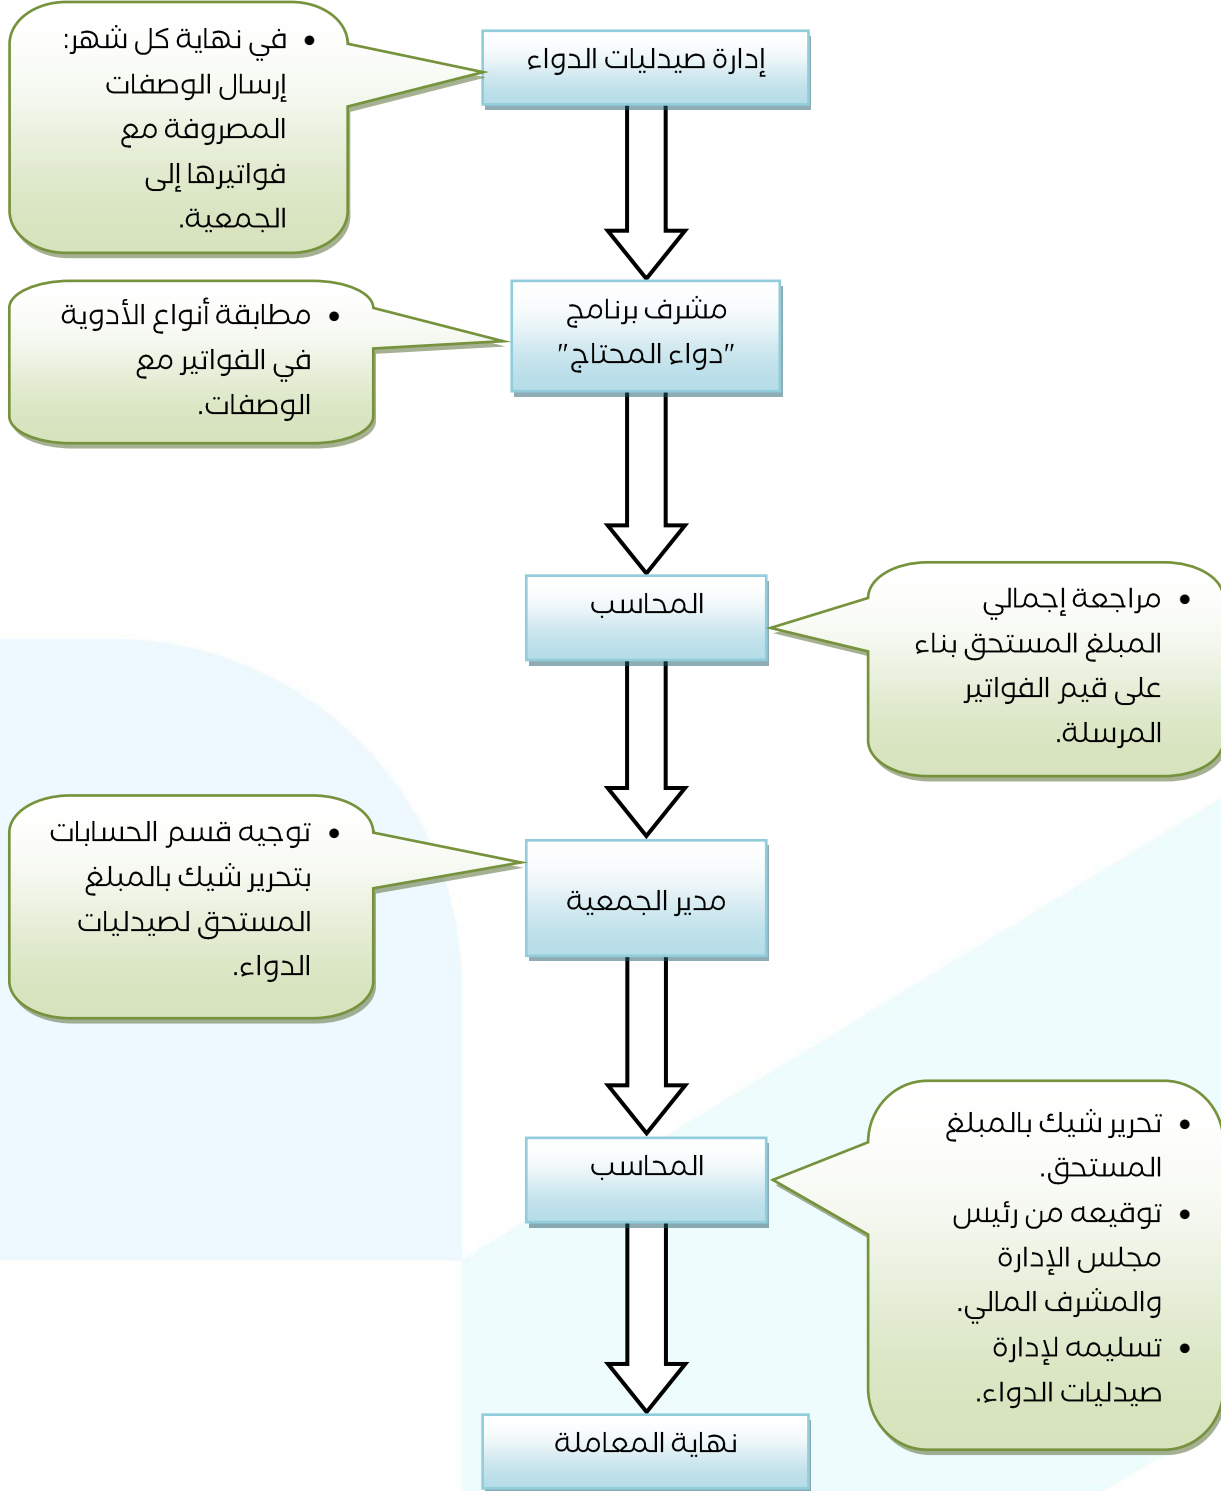 إدارة صيدليات الدواء
• في نهاية كل شهر:
إرسال الوصفات
المصروفة مع
فواتيرها إلى
الجمعية.
مشرف برنامج
"دواء المحتاج"
• مطابقة أنواع الأدوية
في الفواتير مع
الوصفات.
المحاسب
• مراجعة إجمالي
المبلغ المستحق بناء
على قيم الفواتير
المرسلة.
مدير الجمعية
• توجيه قسم الحسابات
بتحرير شيك بالمبلغ
المستحق لصيدليات
الدواء.
المحاسب
• تحرير شيك بالمبلغ
المستحق.
• توقيعه من رئيس
مجلس الإدارة
والمشرف المالي.
• تسليمه لإدارة
صيدليات الدواء.
نهاية المعاملة